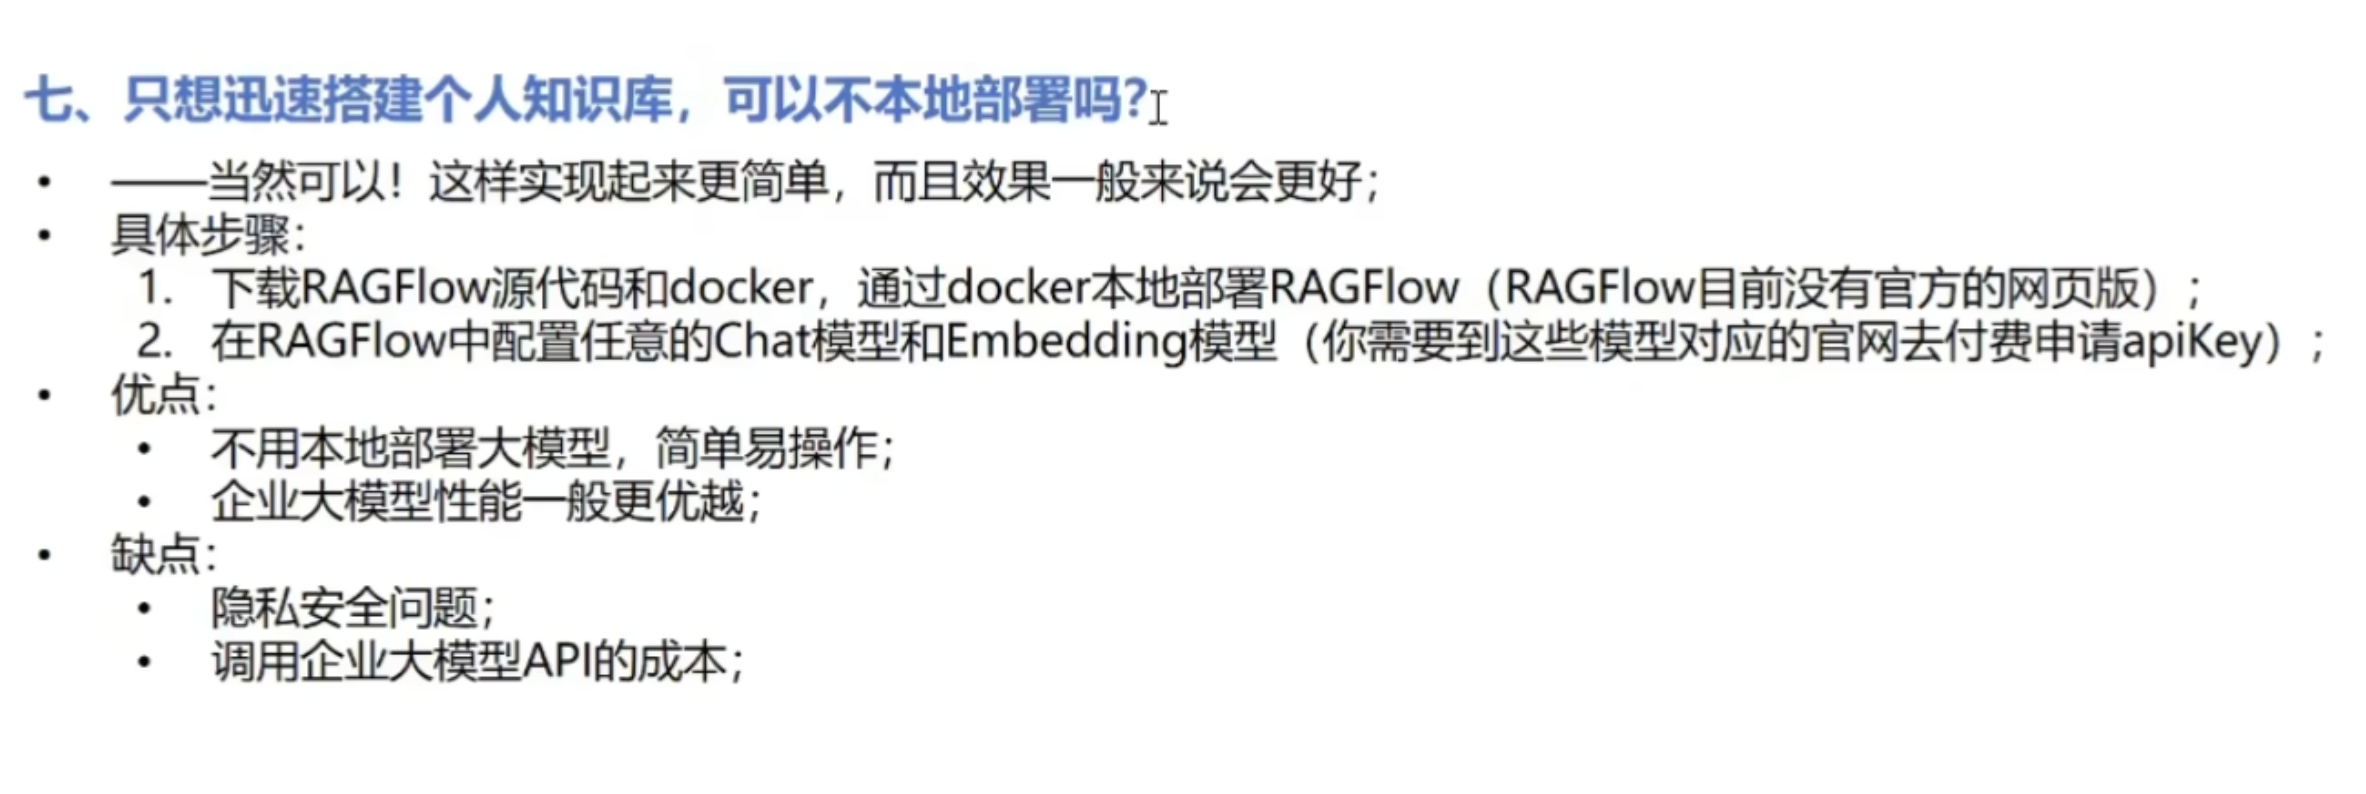 七、只想迅速搭建个人知识库，可以不本地部署吗？
• ——当然可以！这样实现起来更简单，而且效果一般来说会更好；
• 具体步骤：
1. 下载RAGFlow源代码和docker，通过docker本地部署RAGFlow（RAGFlow目前没有官方的网页版）；
2. 在RAGFlow中配置任意的Chat模型和Embedding模型（你需要到这些模型对应的官网去付费申请apiKey）；
• 优点：
• 不用本地部署大模型，简单易操作；
• 企业大模型性能一般更优越；
• 缺点：
• 隐私安全问题；
• 调用企业大模型API的成本；